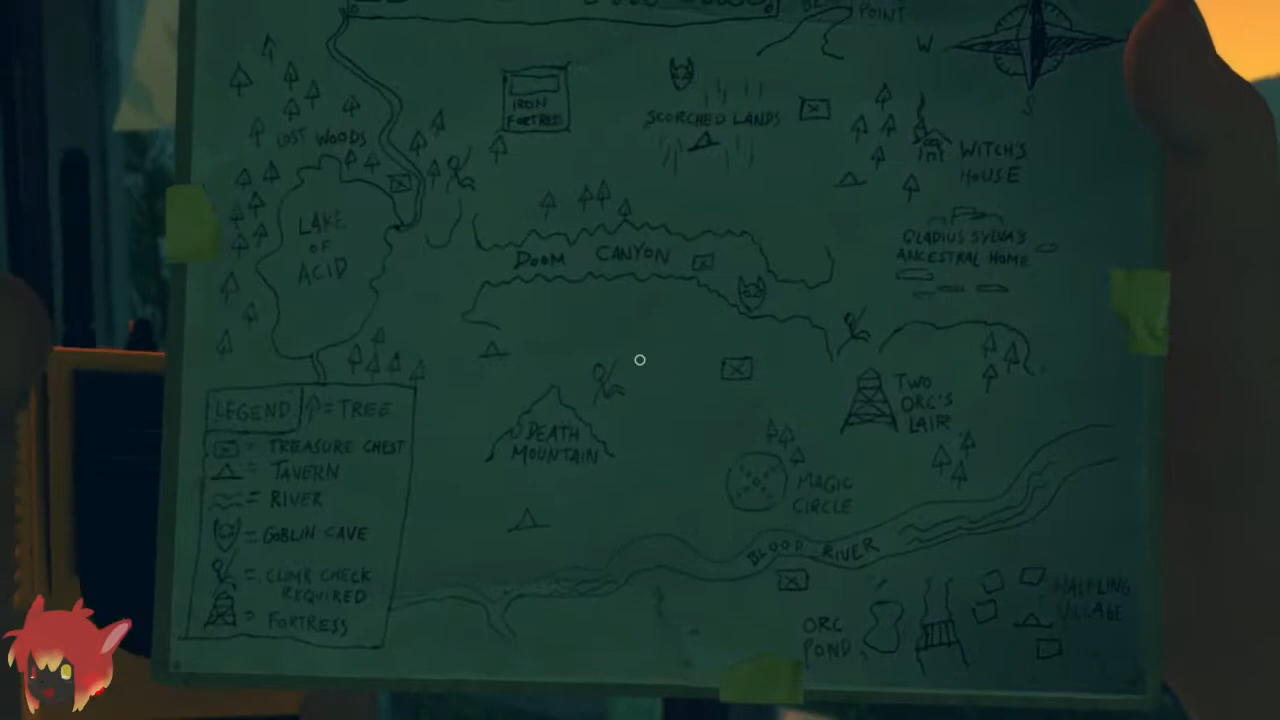 POINT
W
S
IRON
FORTRESS
SCORCHED LANDS
LOST WOODS
WITCH'S
HOUSE
LAKE
OF
ACID
GLADIUS SYLVA'S
ANCESTRAL HOME
DOOM CANYON
LEGEND
= TREE
= TREASURE CHEST
= TAVERN
= RIVER
= GOBLIN CAVE
= CLIMB CHECK
REQUIRED
= FORTRESS
DEATH
MOUNTAIN
TWO
ORC'S
LAIR
MAGIC
CIRCLE
BLOOD RIVER
ORC
POND
HALFLING
VILLAGE